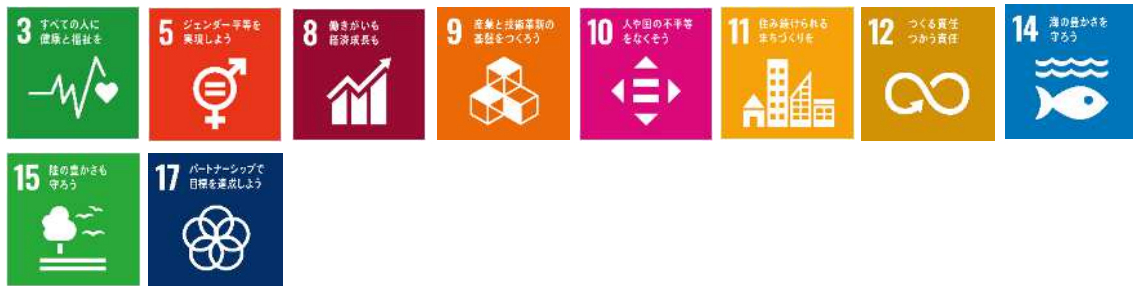 3 すべての人に
健康と福祉を
5 ジェンダー平等を
実現しよう
8 働きがいも
経済成長も
9 産業と技術革新の
基盤をつくろう
10 人や国の不平等
をなくそう
11 住み続けられる
まちづくりを
12 つくる責任
つかう責任
14 海の豊かさを
守ろう
15 陸の豊かさも
守ろう
17 パートナーシップで
目標を達成しよう